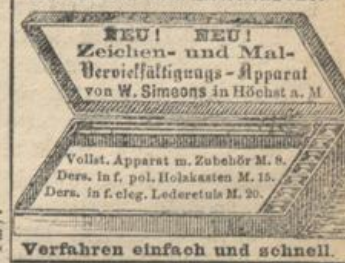 NEU! NEU!
Zeichen- und Mal-
Vervielfältigungs-Apparat
von W. Simeons in Höchst a. M
Vollst. Apparat m. Zubehör M. 8.
Ders. in f. pol. Holzkasten M. 15.
Ders. in f. eleg. Lederetuis M. 20.
Verfahren einfach und schnell.